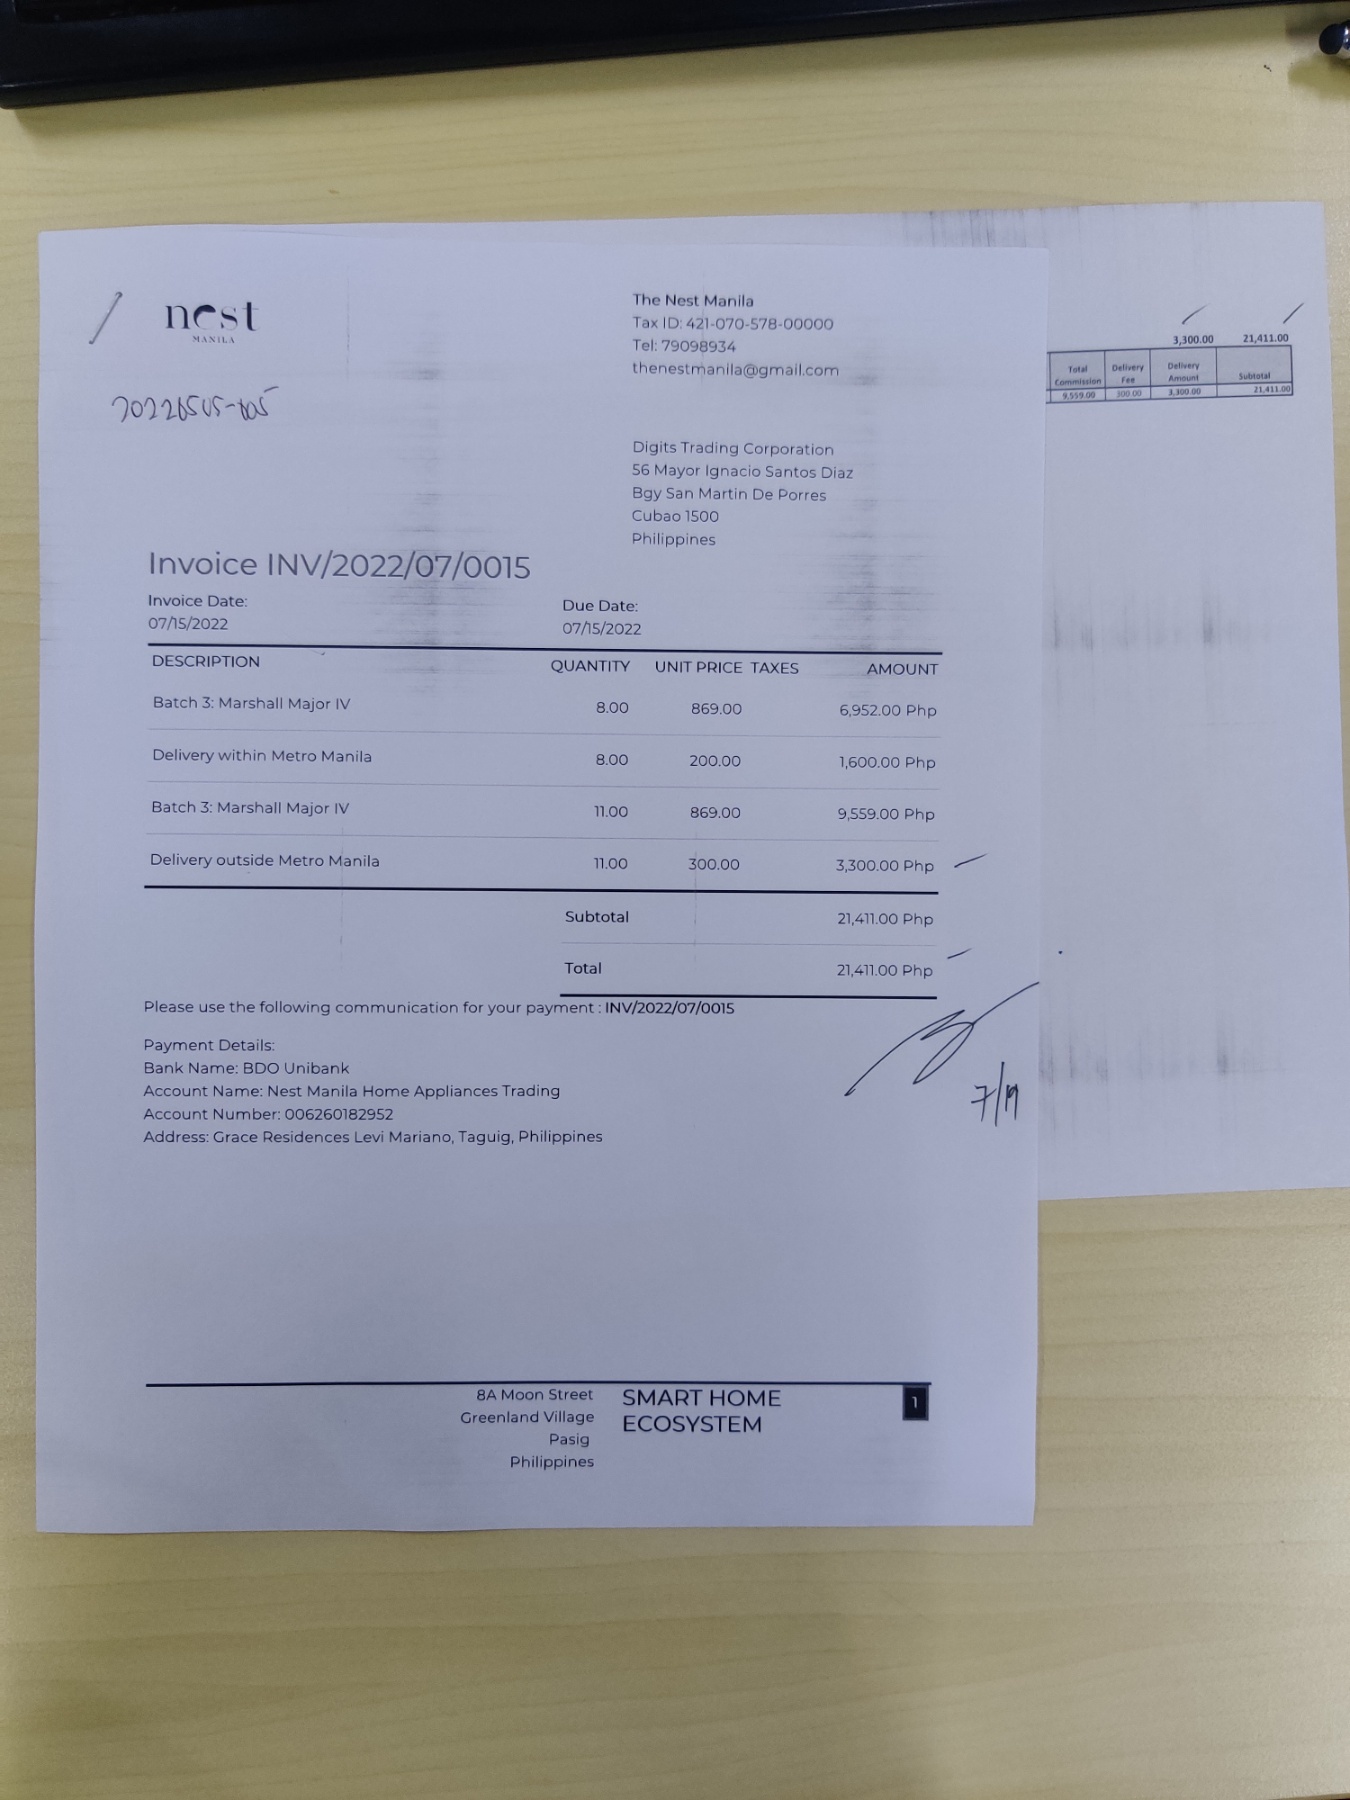 nest
MANILA
The Nest Manila
Tax ID: 421-070-578-00000
Tel: 79098934
thenestmanila@gmail.com
Digits Trading Corporation
56 Mayor Ignacio Santos Diaz
Bgy San Martin De Porres
Cubao 1500
Philippines
Invoice INV/2022/07/0015
Invoice Date:
07/15/2022
Due Date:
07/15/2022
DESCRIPTION QUANTITY UNIT PRICE TAXES AMOUNT
Batch 3: Marshall Major IV 8.00 869.00 6,952.00 Php
Delivery within Metro Manila 8.00 200.00 1,600.00 Php
Batch 3: Marshall Major IV 11.00 869.00 9,559.00 Php
Delivery outside Metro Manila 11.00 300.00 3,300.00 Php
Subtotal 21,411.00 Php
Total 21,411.00 Php
Please use the following communication for your payment : INV/2022/07/0015
Payment Details:
Bank Name: BDO Unibank
Account Name: Nest Manila Home Appliances Trading
Account Number: 006260182952
Address: Grace Residences Levi Mariano, Taguig, Philippines
7/19
8A Moon Street
Greenland Village
Pasig
Philippines
SMART HOME
ECOSYSTEM
1
3,300.00 21,411.00
Total Commission Delivery Fee Delivery Amount Subtotal
9,559.00 300.00 3,300.00 21,411.00